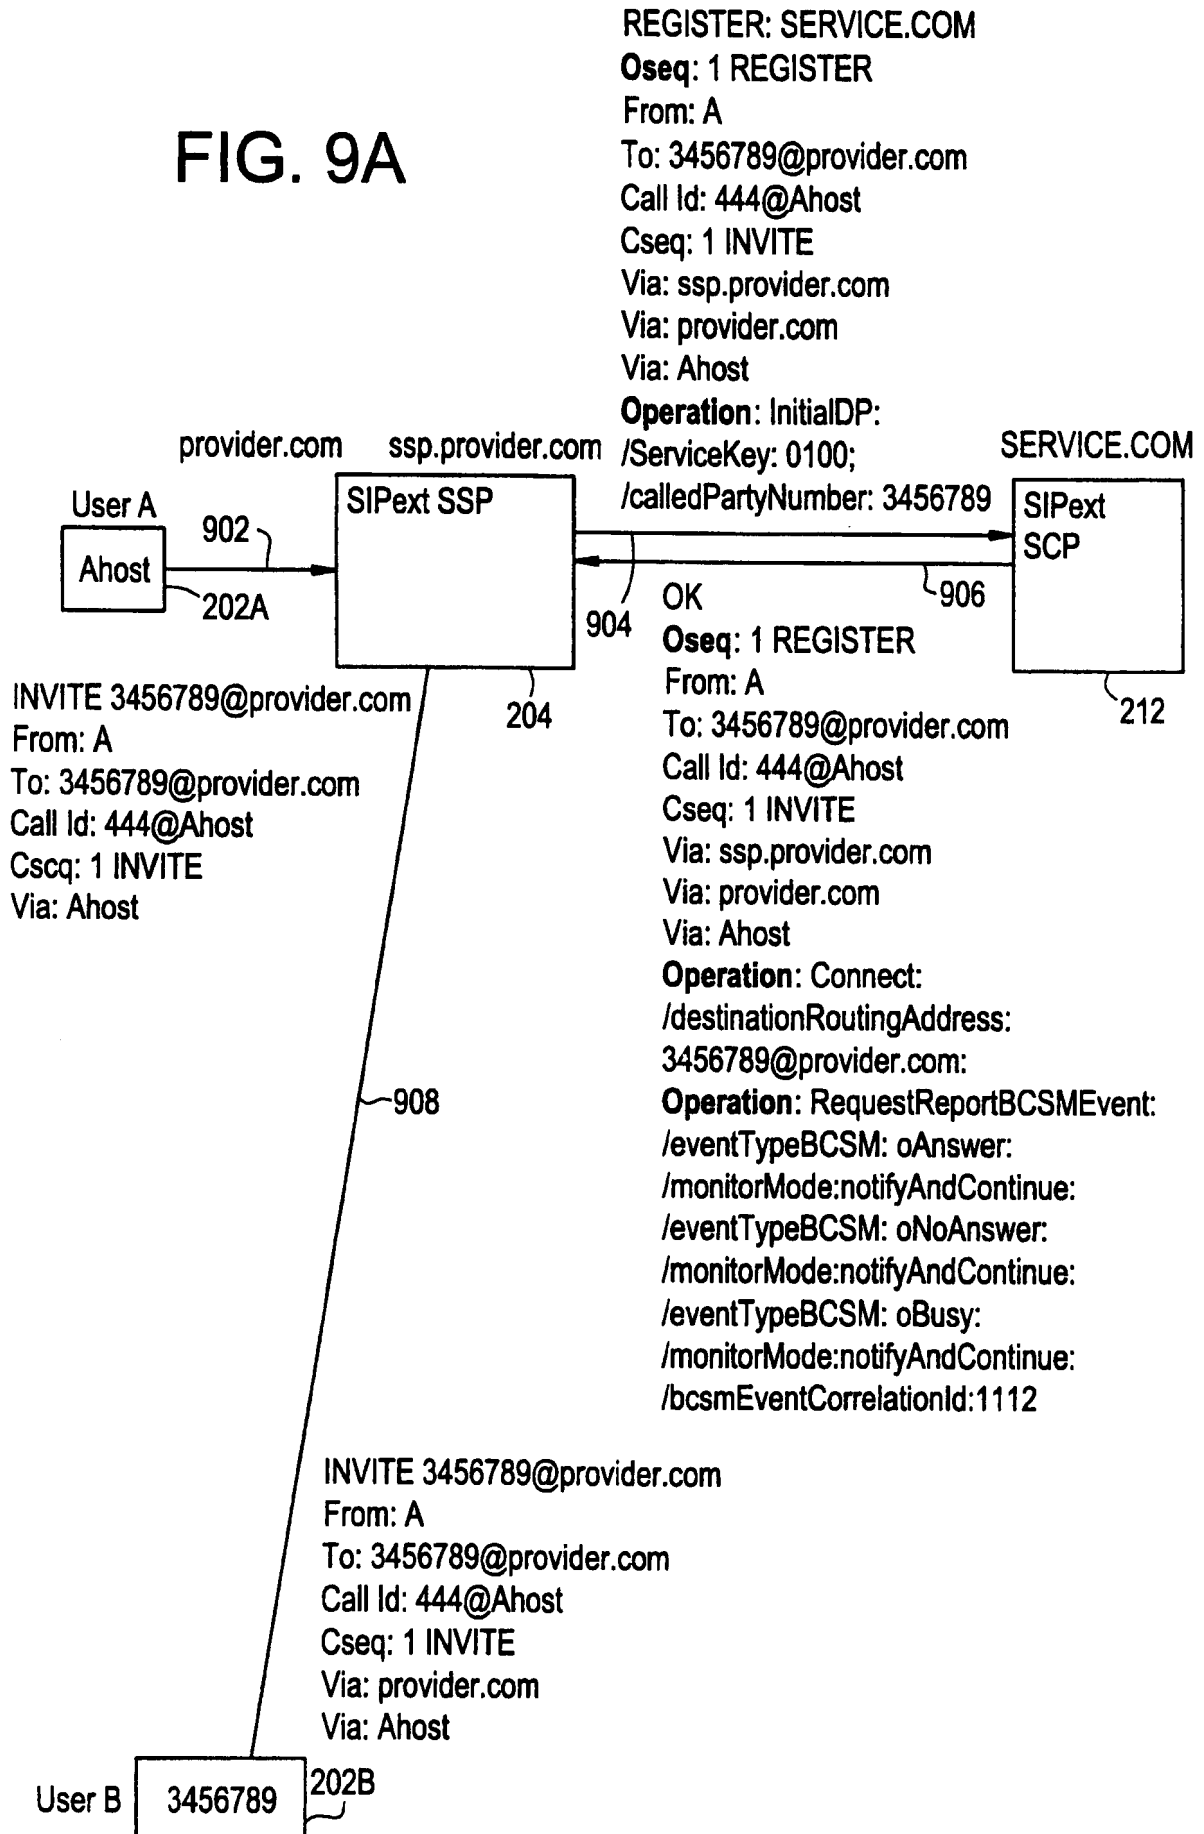 FIG. 9A
REGISTER: SERVICE.COM
Oseq: 1 REGISTER
From: A
To: 3456789@provider.com
Call Id: 444@Ahost
Cseq: 1 INVITE
Via: ssp.provider.com
Via: provider.com
Via: Ahost
Operation: InitialDP:
/ServiceKey: 0100;
/calledPartyNumber: 3456789
provider.com
ssp.provider.com
SERVICE.COM
User A
Ahost
202A
902
SIPext SSP
204
904
906
SIPext
SCP
212
INVITE 3456789@provider.com
From: A
To: 3456789@provider.com
Call Id: 444@Ahost
Cscq: 1 INVITE
Via: Ahost
OK
Oseq: 1 REGISTER
From: A
To: 3456789@provider.com
Call Id: 444@Ahost
Cseq: 1 INVITE
Via: ssp.provider.com
Via: provider.com
Via: Ahost
Operation: Connect:
/destinationRoutingAddress:
3456789@provider.com:
Operation: RequestReportBCSMEvent:
/eventTypeBCSM: oAnswer:
/monitorMode:notifyAndContinue:
/eventTypeBCSM: oNoAnswer:
/monitorMode:notifyAndContinue:
/eventTypeBCSM: oBusy:
/monitorMode:notifyAndContinue:
/bcsmEventCorrelationId:1112
908
INVITE 3456789@provider.com
From: A
To: 3456789@provider.com
Call Id: 444@Ahost
Cseq: 1 INVITE
Via: provider.com
Via: Ahost
User B
3456789
202B